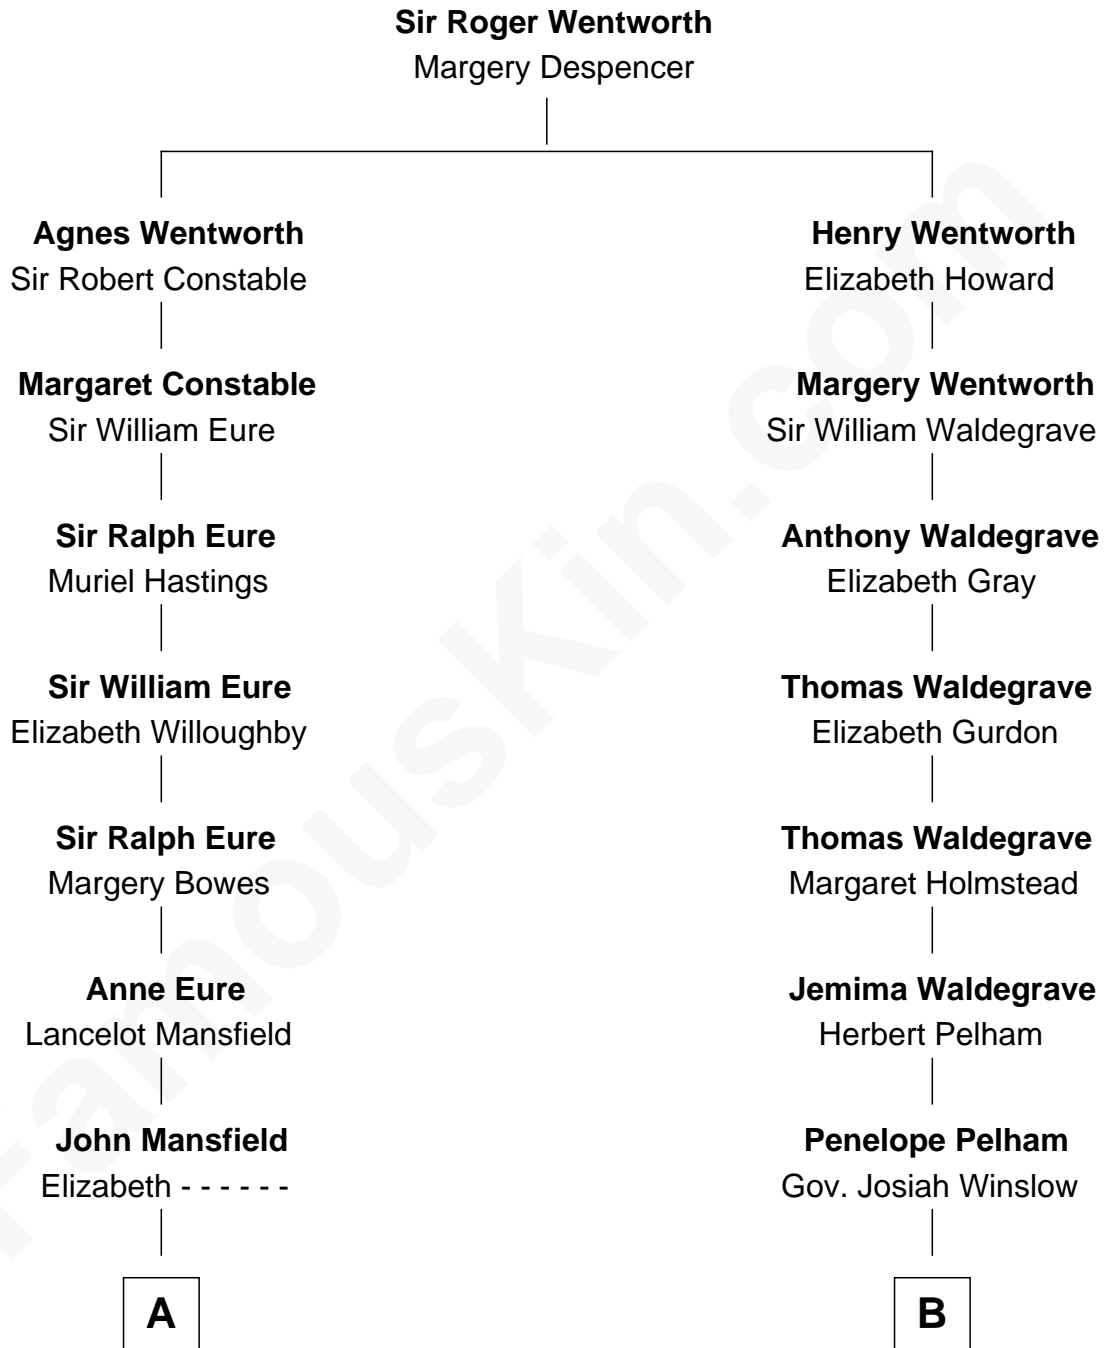 Sir Roger Wentworth
Margery Despencer
Agnes Wentworth
Sir Robert Constable
Henry Wentworth
Elizabeth Howard
Margaret Constable
Sir William Eure
Margery Wentworth
Sir William Waldegrave
Sir Ralph Eure
Muriel Hastings
Anthony Waldegrave
Elizabeth Gray
Sir William Eure
Elizabeth Willoughby
Thomas Waldegrave
Elizabeth Gurdon
Sir Ralph Eure
Margery Bowes
Thomas Waldegrave
Margaret Holmstead
Anne Eure
Lancelot Mansfield
Jemima Waldegrave
Herbert Pelham
John Mansfield
Elizabeth - - - - - -
Penelope Pelham
Gov. Josiah Winslow
A
B
FamousKin.com